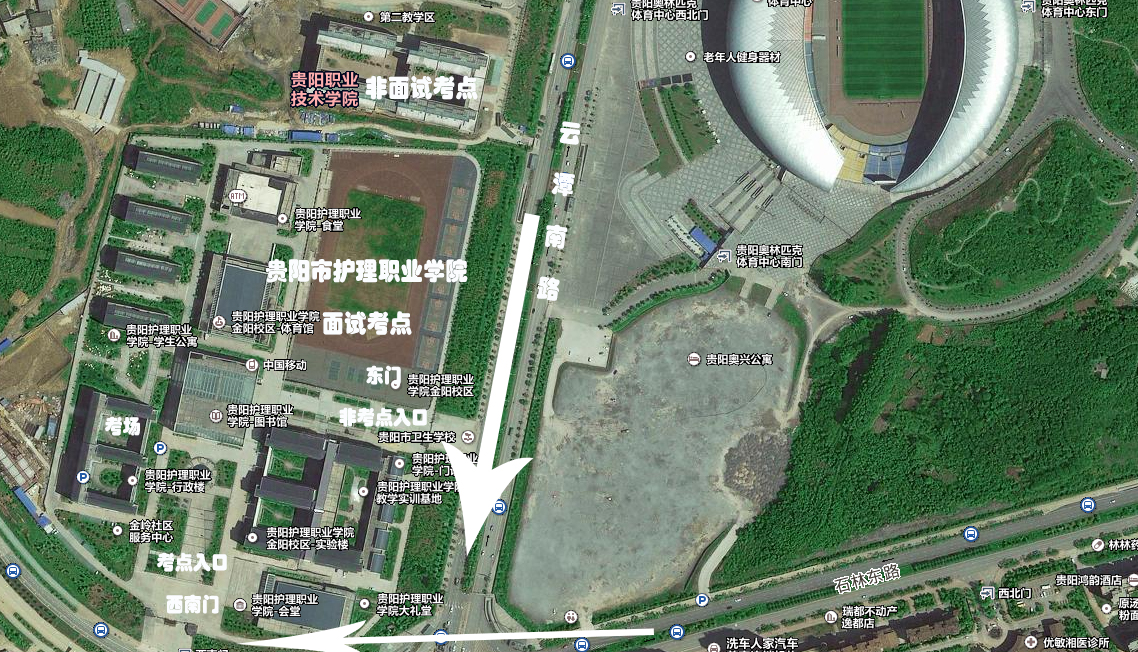 贵阳奥林匹克
体育中心西北门
体育中心
贵阳奥林匹克
体育中心东门
第二教学区
老年人健身器材
贵阳职业
技术学院
非面试考点
云
潭
南
路
ATM
贵阳护理职业
学院-食堂
贵阳奥林匹克
体育中心南门
贵阳市护理职业学院
贵阳护理职业学院
金阳校区-体育馆
面试考点
贵阳护理职业
学院-学生公寓
中国移动
贵阳奥兴公寓
东门
贵阳护理职业
学院金阳校区
贵阳护理职业
学院-图书馆
非考点入口
考场
贵阳市卫生学校
P
贵阳护理职业
学院-行政楼
P
贵阳护理职业学院
教学实训基地
金岭社区
服务中心
贵阳护理职业学院
金阳校区-实验楼
考点入口
石林东路
西南门
贵阳护理职业
学院-会堂
贵阳护理职业
学院大礼堂
P
西北门
贵阳鸿韵酒店
瑞都不动产
逸都店
优敏湘医诊所
洗车人家汽车